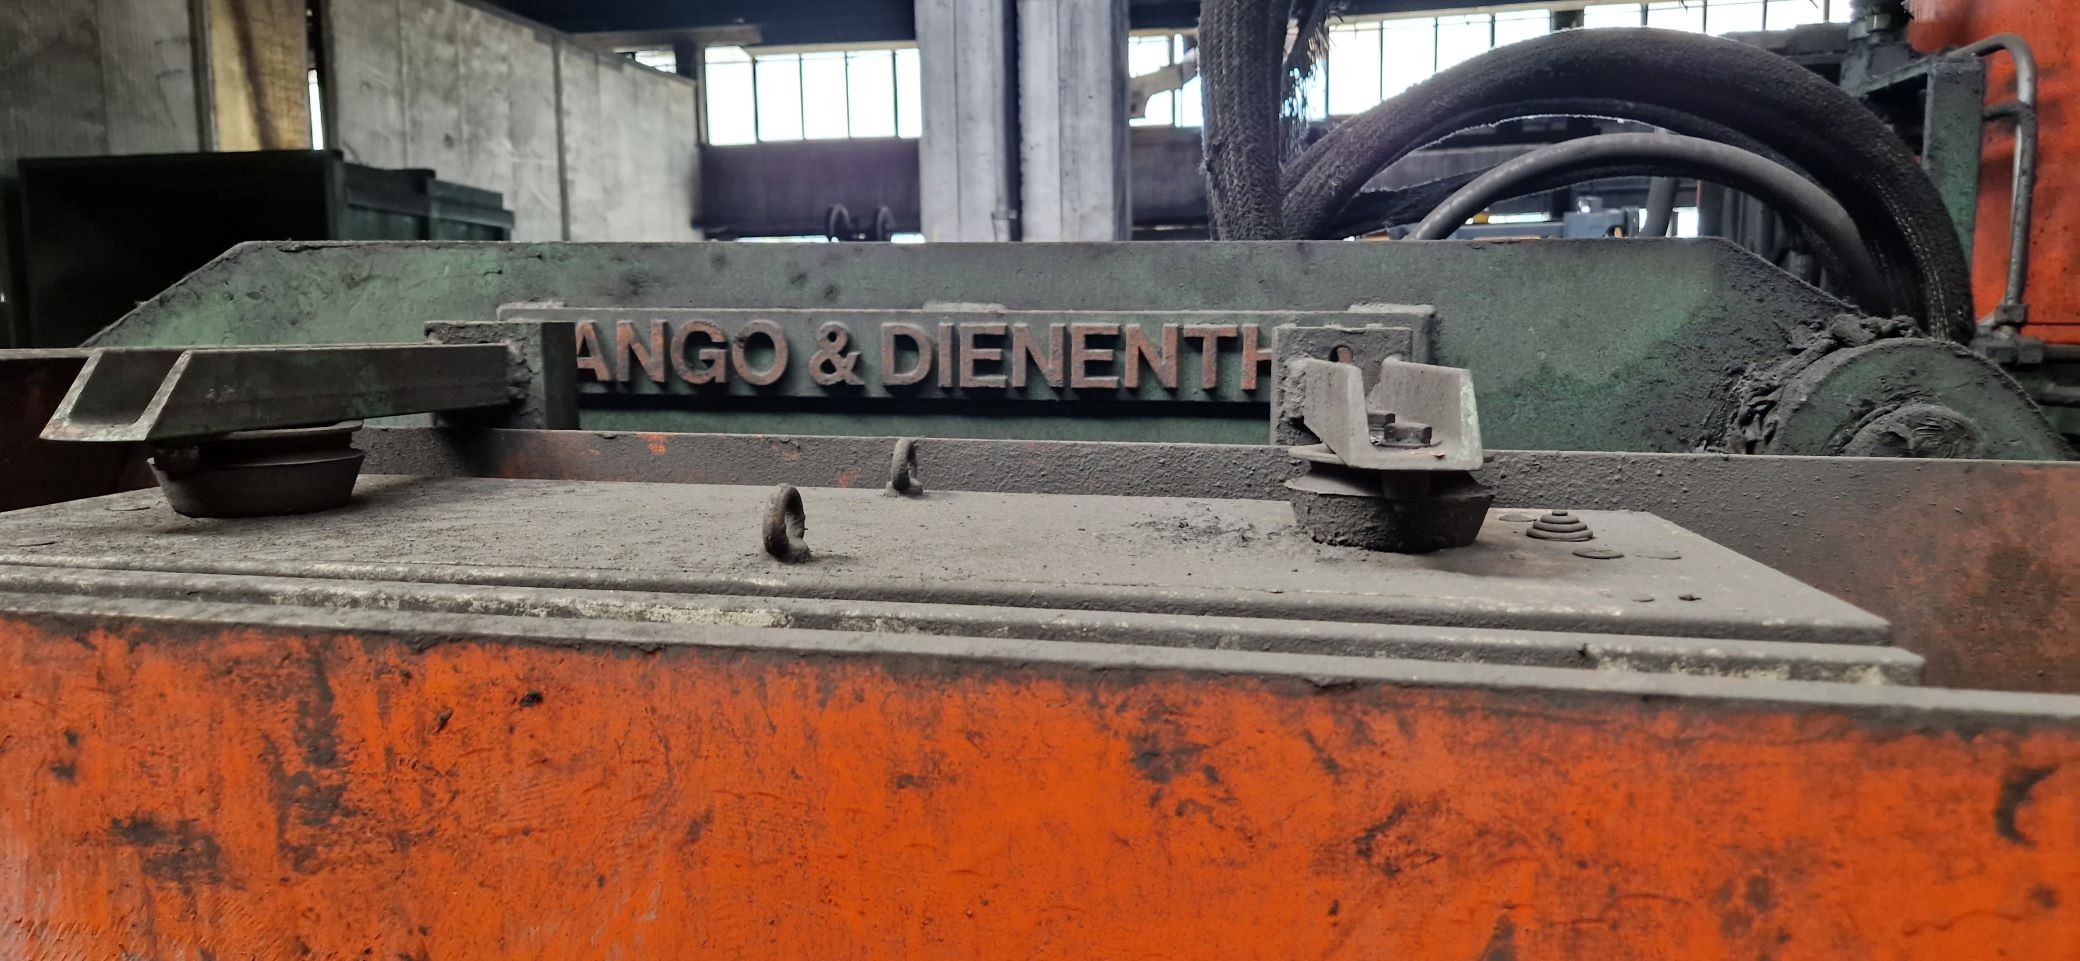 ANGO & DIENENTH